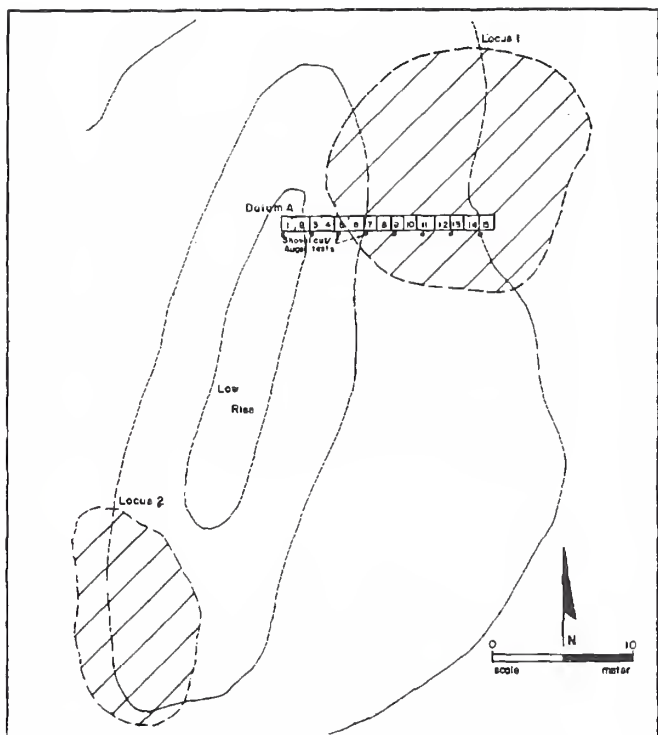 Locus 1
Datum A
1 2 3 4 5 6 7 8 9 10 11 12 13 14 15
Shovel cut/
Auger tests
Low
Rise
Locus 2
N
0 10
scale meter